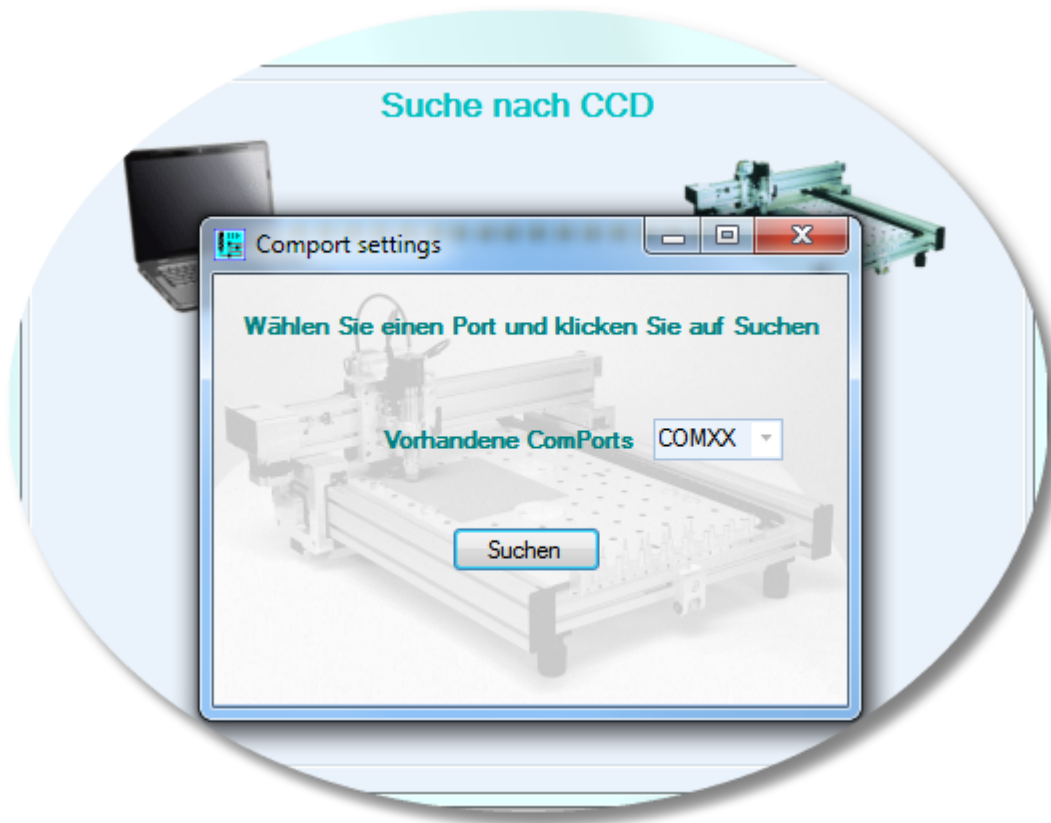 Suche nach CCD
Comport settings
Wählen Sie einen Port und klicken Sie auf Suchen
Vorhandene ComPorts COMXX
Suchen